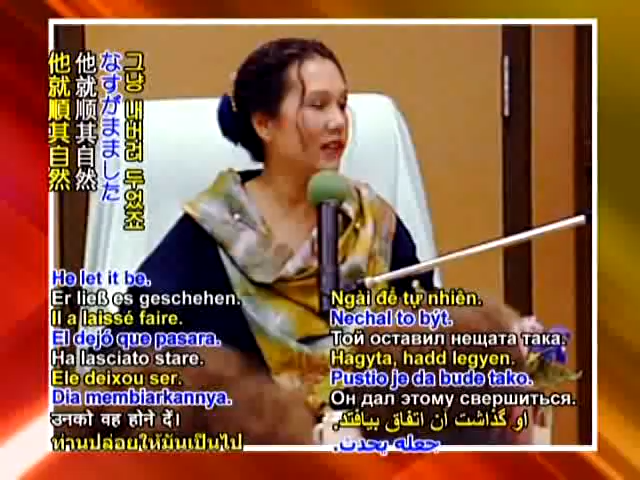 他就順其自然
他就顺其自然
なすがまました
그냥 내버려 두었죠
He let it be.
Er ließ es geschehen.
Il a laissé faire.
El dejó que pasara.
Ha lasciato stare.
Ele deixou ser.
Dia membiarkannya.
उनको वह होने दें।
ท่านปล่อยให้มันเป็นไป
Ngài để tự nhiên.
Nechal to být.
Той оставил нещата така.
Hagyta, hadd legyen.
Pustio je da bude tako.
Он дал этому свершиться.
او گذاشت آن اتفاق بیافتد.
جعله يحدث.